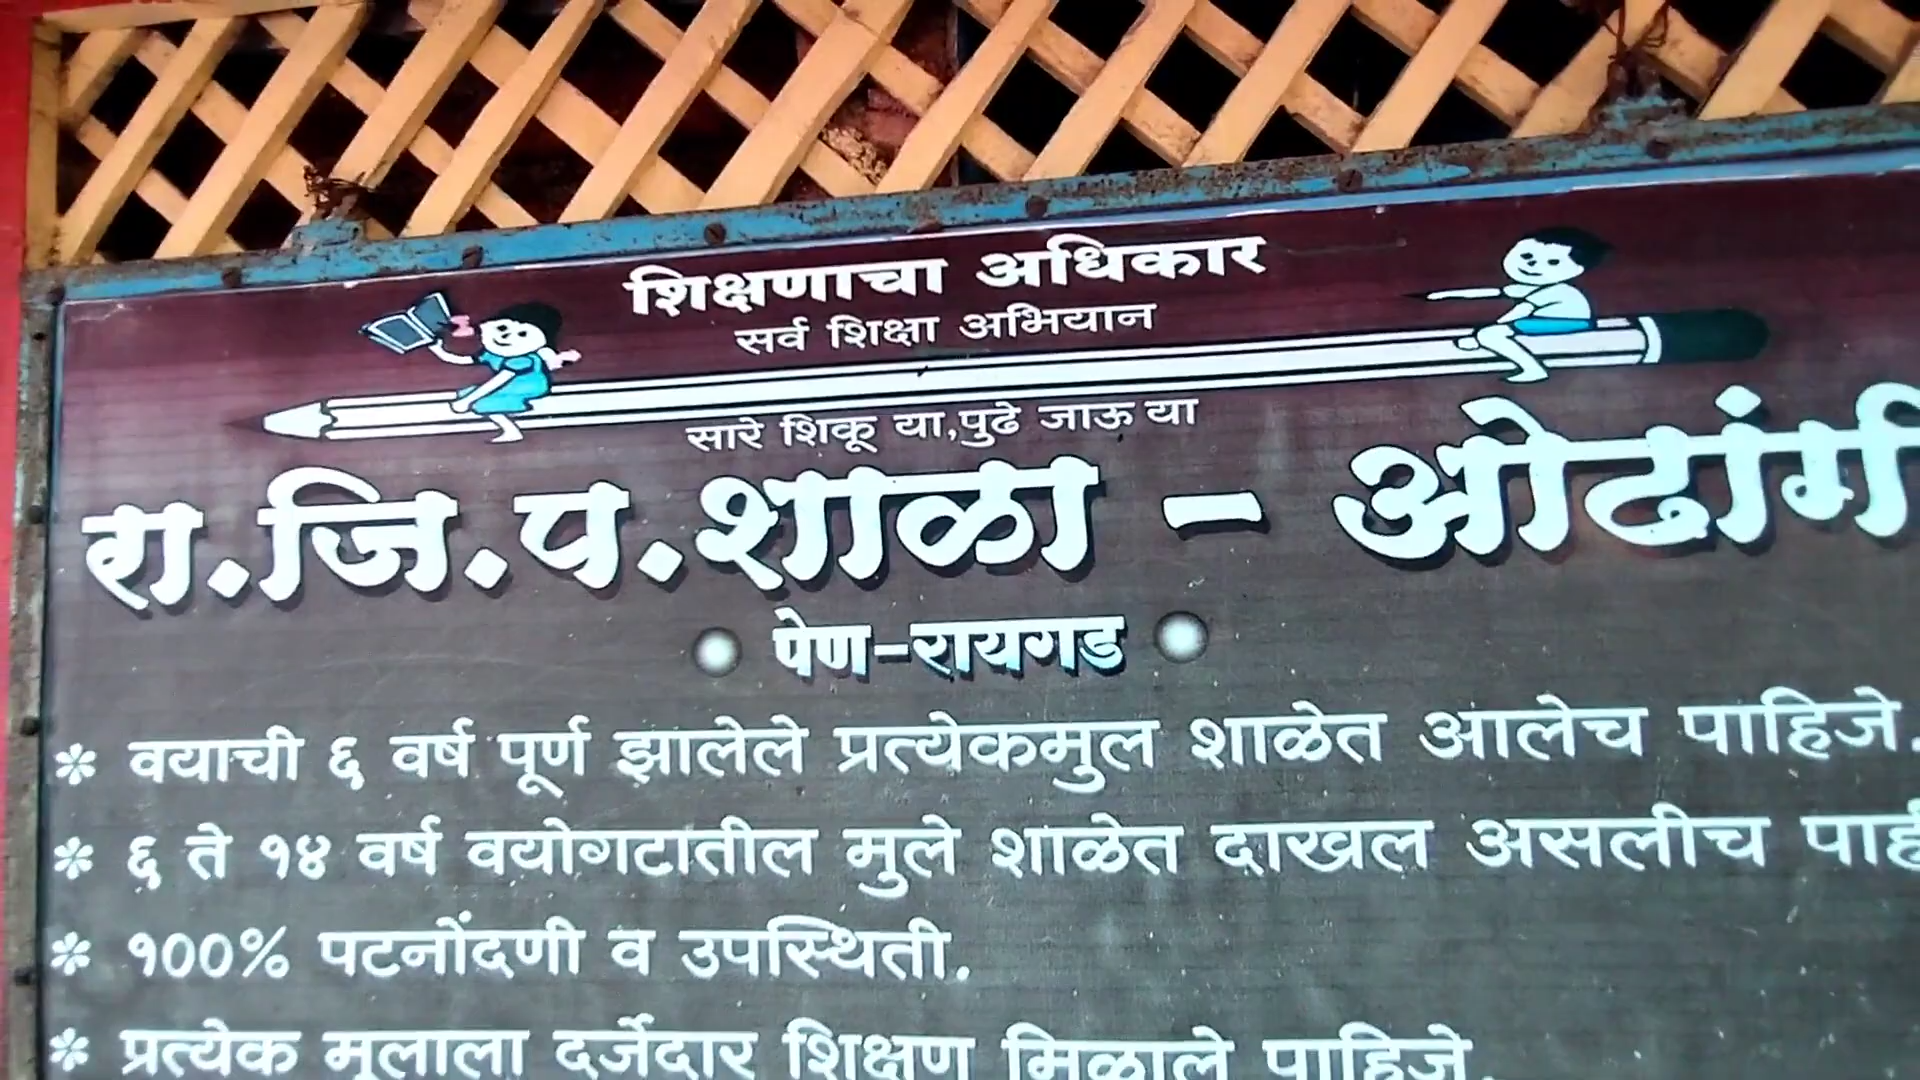 शिक्षणाचा अधिकार
सर्व शिक्षा अभियान
सारे शिकू या,पुढे जाऊ या
रा.जि.प.शाळा -
पेण-रायगड
* वयाची ६ वर्ष पूर्ण झालेले प्रत्येकमुल शाळेत आलेच पाहिजे.
* ६ ते १४ वर्ष वयोगटातील मुले शाळेत दाखल असलीच
* १००% पटनोंदणी व उपस्थिती.
* प्रत्येक मुलाला दर्जेदार शिक्षण मिळाले पाहिजे.